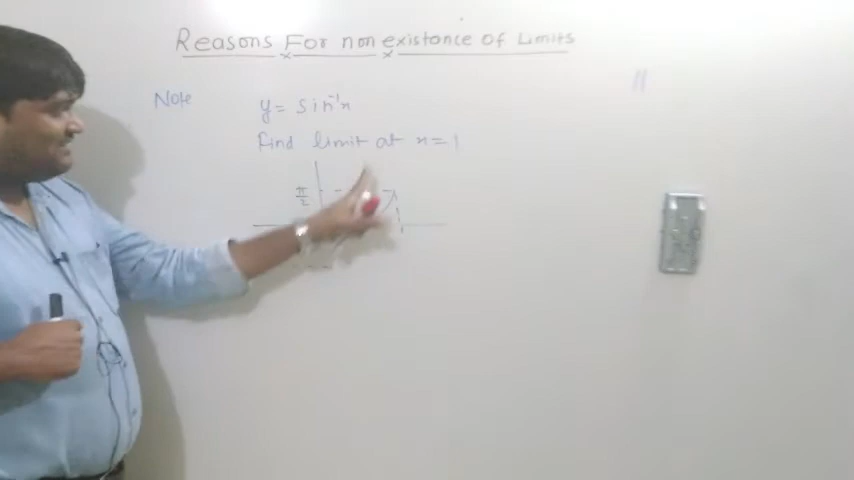 Reasons For non existance of Limits
Note
y = sin⁻¹x
Find limit at x = 1
π/2